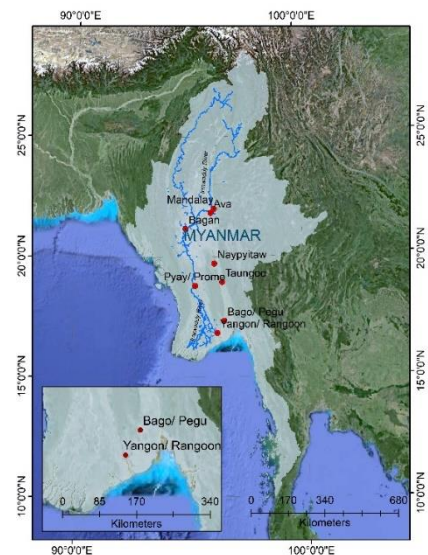 90°0'0"E 100°0'0"E
25°0'0"N 25°0'0"N
Irrawaddy River
Mandalay Ava
Bagan
MYANMAR
20°0'0"N 20°0'0"N
Naypyitaw
Pyay/ Prome Taungoo
Bago/ Pegu
Yangon/ Rangoon
15°0'0"N 15°0'0"N
Bago/ Pegu
Yangon/ Rangoon
10°0'0"N 10°0'0"N
0 85 170 340
Kilometers
0 170 340 680
Kilometers
90°0'0"E 100°0'0"E